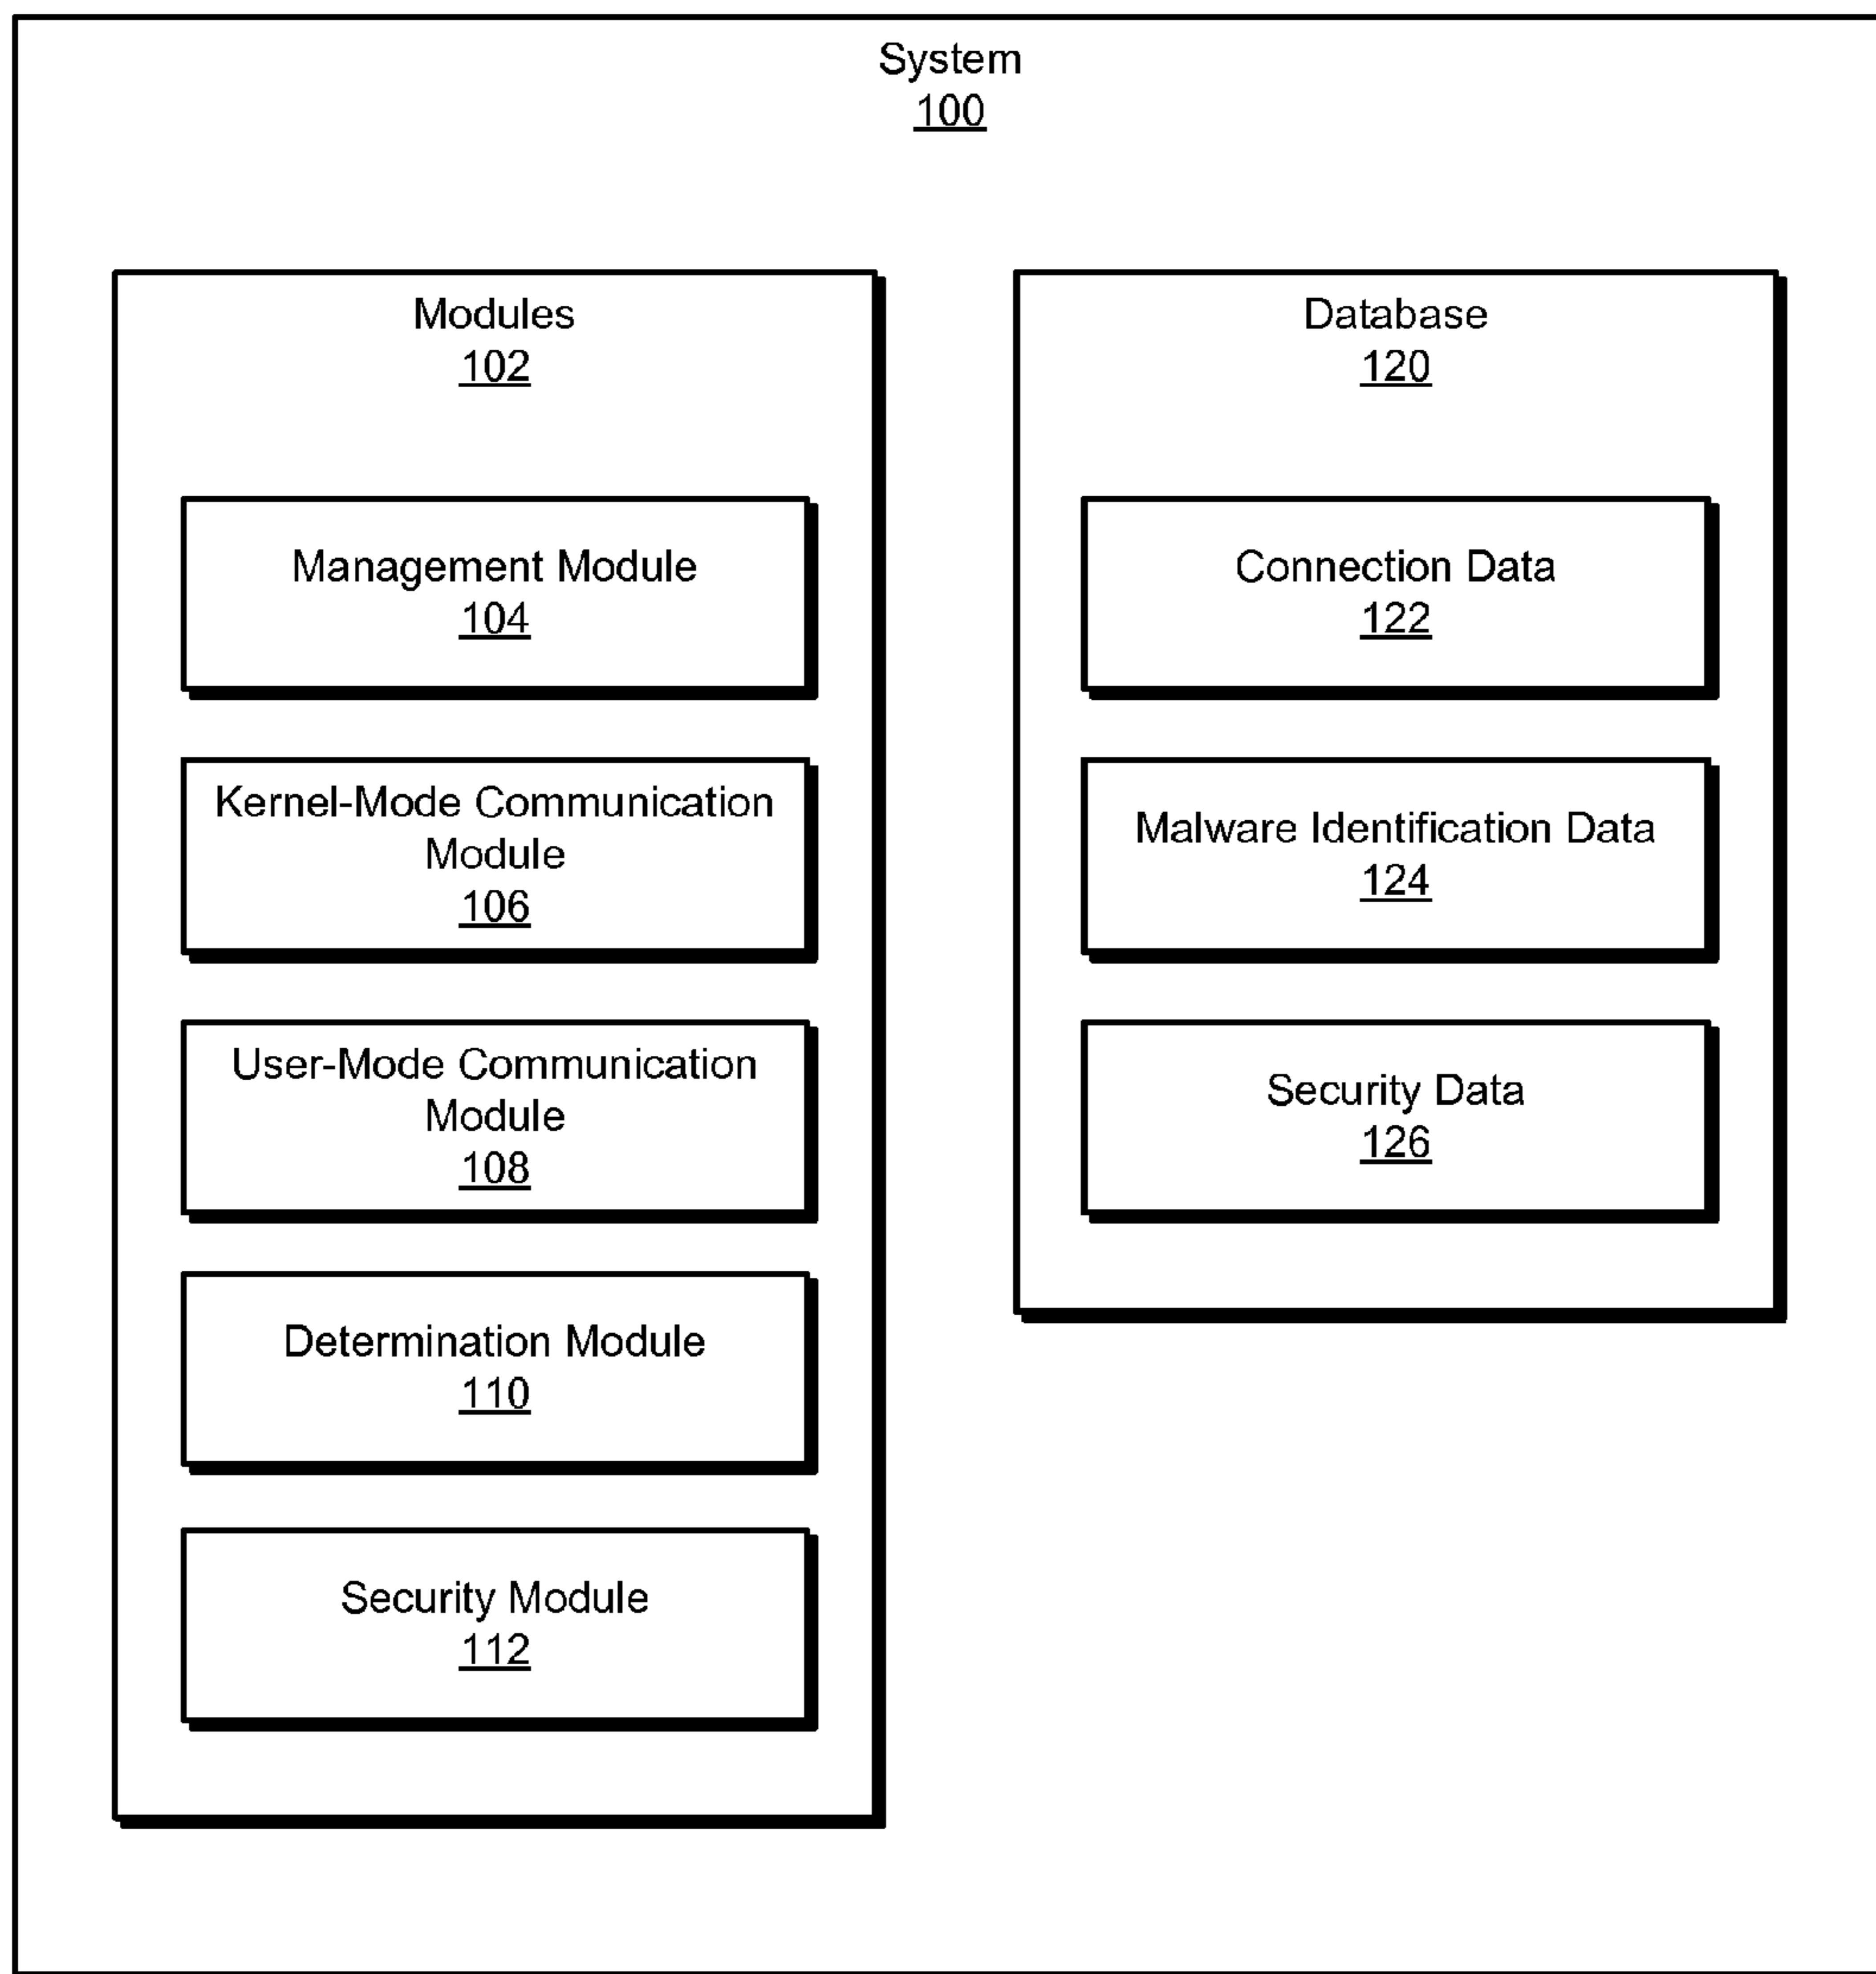 System
100
Modules
102
Management Module
104
Kernel-Mode Communication
Module
106
User-Mode Communication
Module
108
Determination Module
110
Security Module
112
Database
120
Connection Data
122
Malware Identification Data
124
Security Data
126